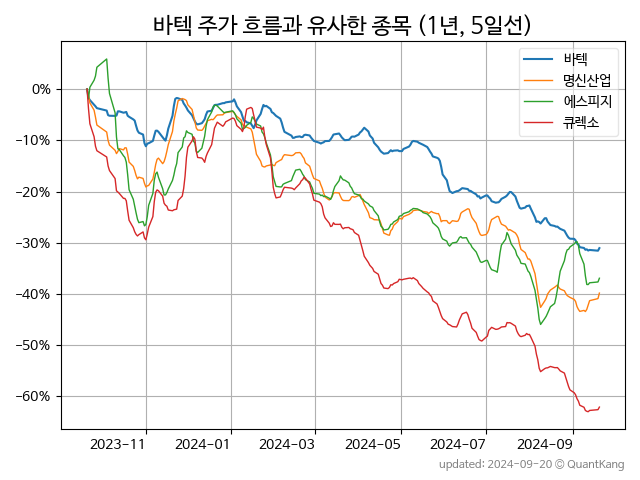 바텍 주가 흐름과 유사한 종목 (1년, 5일선)
바텍
명신산업
에스피지
큐렉소
0%
−10%
−20%
−30%
−40%
−50%
−60%
2023-11
2024-01
2024-03
2024-05
2024-07
2024-09
updated: 2024-09-20 © QuantKang